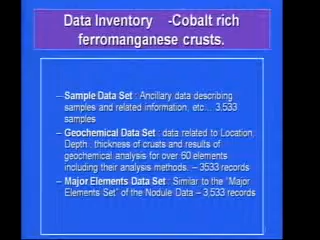 Data Inventory -Cobalt rich
ferromanganese crusts.
– Sample Data Set : Ancillary data describing
samples and related information, etc... 3,533
samples
– Geochemical Data Set : data related to Location,
Depth , thickness of crusts and results of
geochemical analysis for over 60 elements
including their analysis methods. – 3533 records
– Major Elements Data Set : Similar to the "Major
Elements Set" of the Nodule Data – 3,533 records